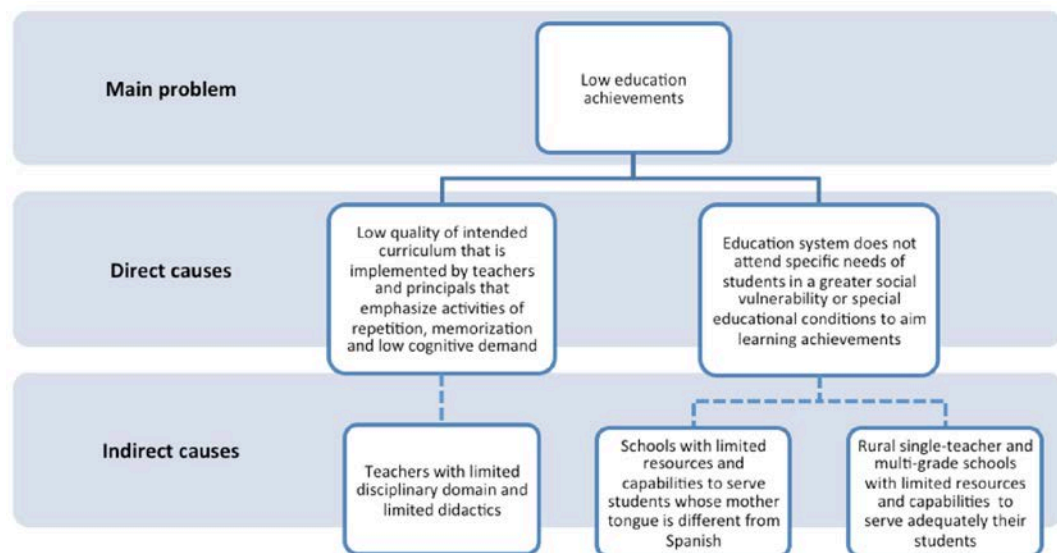 Main problem
Low education
achievements
Direct causes
Low quality of intended
curriculum that is
implemented by teachers
and principals that
emphasize activities of
repetition, memorization
and low cognitive demand
Education system does not
attend specific needs of
students in a greater social
vulnerability or special
educational conditions to aim
learning achievements
Indirect causes
Teachers with limited
disciplinary domain and
limited didactics
Schools with limited
resources and
capabilities to serve
students whose mother
tongue is different from
Spanish
Rural single-teacher and
multi-grade schools
with limited resources
and capabilities to
serve adequately their
students